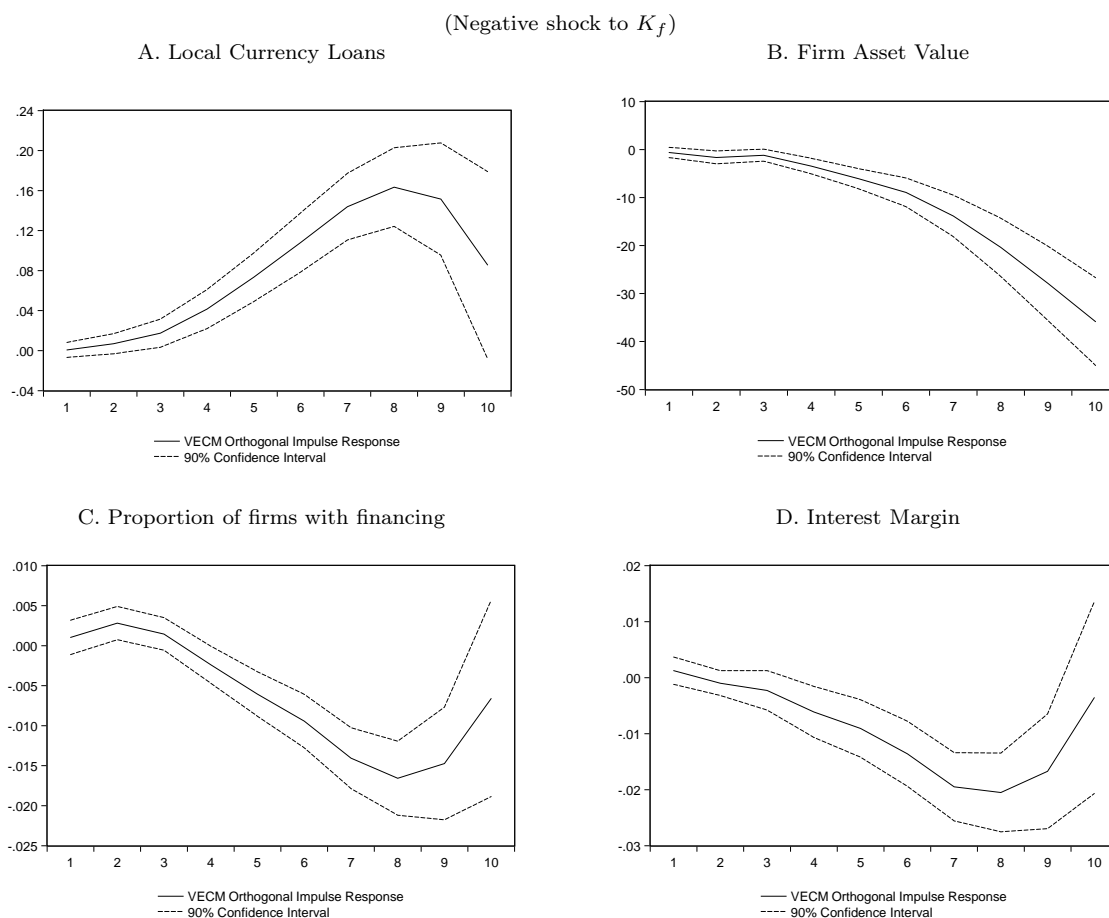 (Negative shock to K_f)
A. Local Currency Loans
.24
.20
.16
.12
.08
.04
.00
-.04
1 2 3 4 5 6 7 8 9 10
VECM Orthogonal Impulse Response
90% Confidence Interval
B. Firm Asset Value
10
0
-10
-20
-30
-40
-50
1 2 3 4 5 6 7 8 9 10
VECM Orthogonal Impulse Response
90% Confidence Interval
C. Proportion of firms with financing
.010
.005
.000
-.005
-.010
-.015
-.020
-.025
1 2 3 4 5 6 7 8 9 10
VECM Orthogonal Impulse Response
90% Confidence Interval
D. Interest Margin
.02
.01
.00
-.01
-.02
-.03
1 2 3 4 5 6 7 8 9 10
VECM Orthogonal Impulse Response
90% Confidence Interval